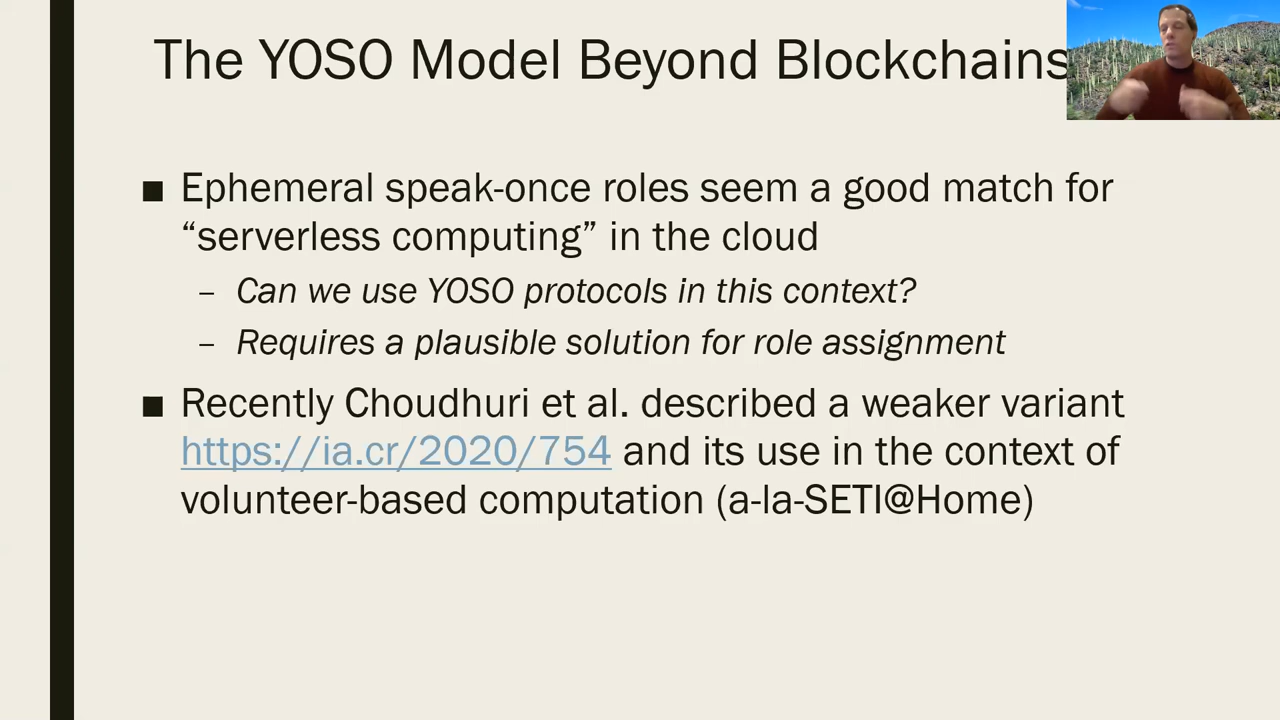 The YOSO Model Beyond Blockchains
■ Ephemeral speak-once roles seem a good match for
“serverless computing” in the cloud
– Can we use YOSO protocols in this context?
– Requires a plausible solution for role assignment
■ Recently Choudhuri et al. described a weaker variant
https://ia.cr/2020/754 and its use in the context of
volunteer-based computation (a-la-SETI@Home)